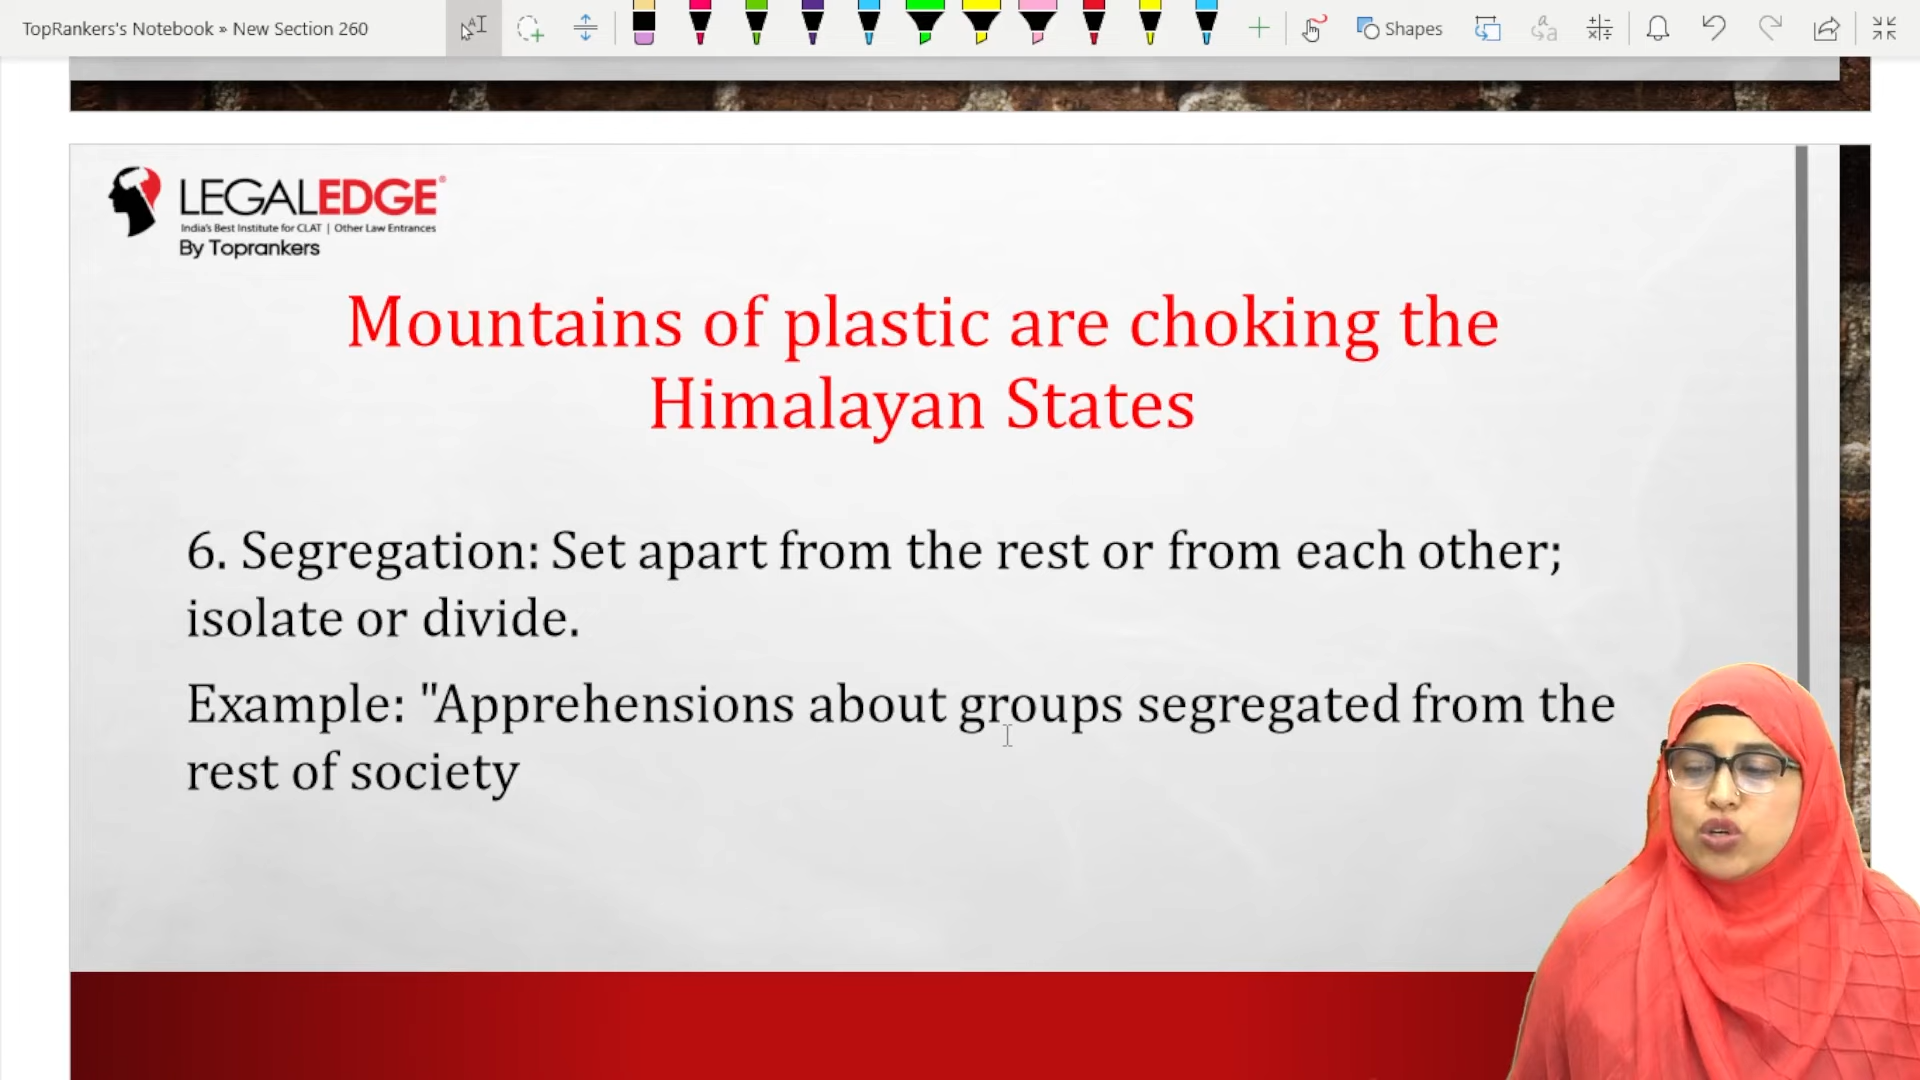 TopRankers's Notebook » New Section 260
Shapes
LEGALEDGE®
India's Best Institute for CLAT | Other Law Entrances
By Toprankers
Mountains of plastic are choking the
Himalayan States
6. Segregation: Set apart from the rest or from each other;
isolate or divide.
Example: "Apprehensions about groups segregated from the
rest of society